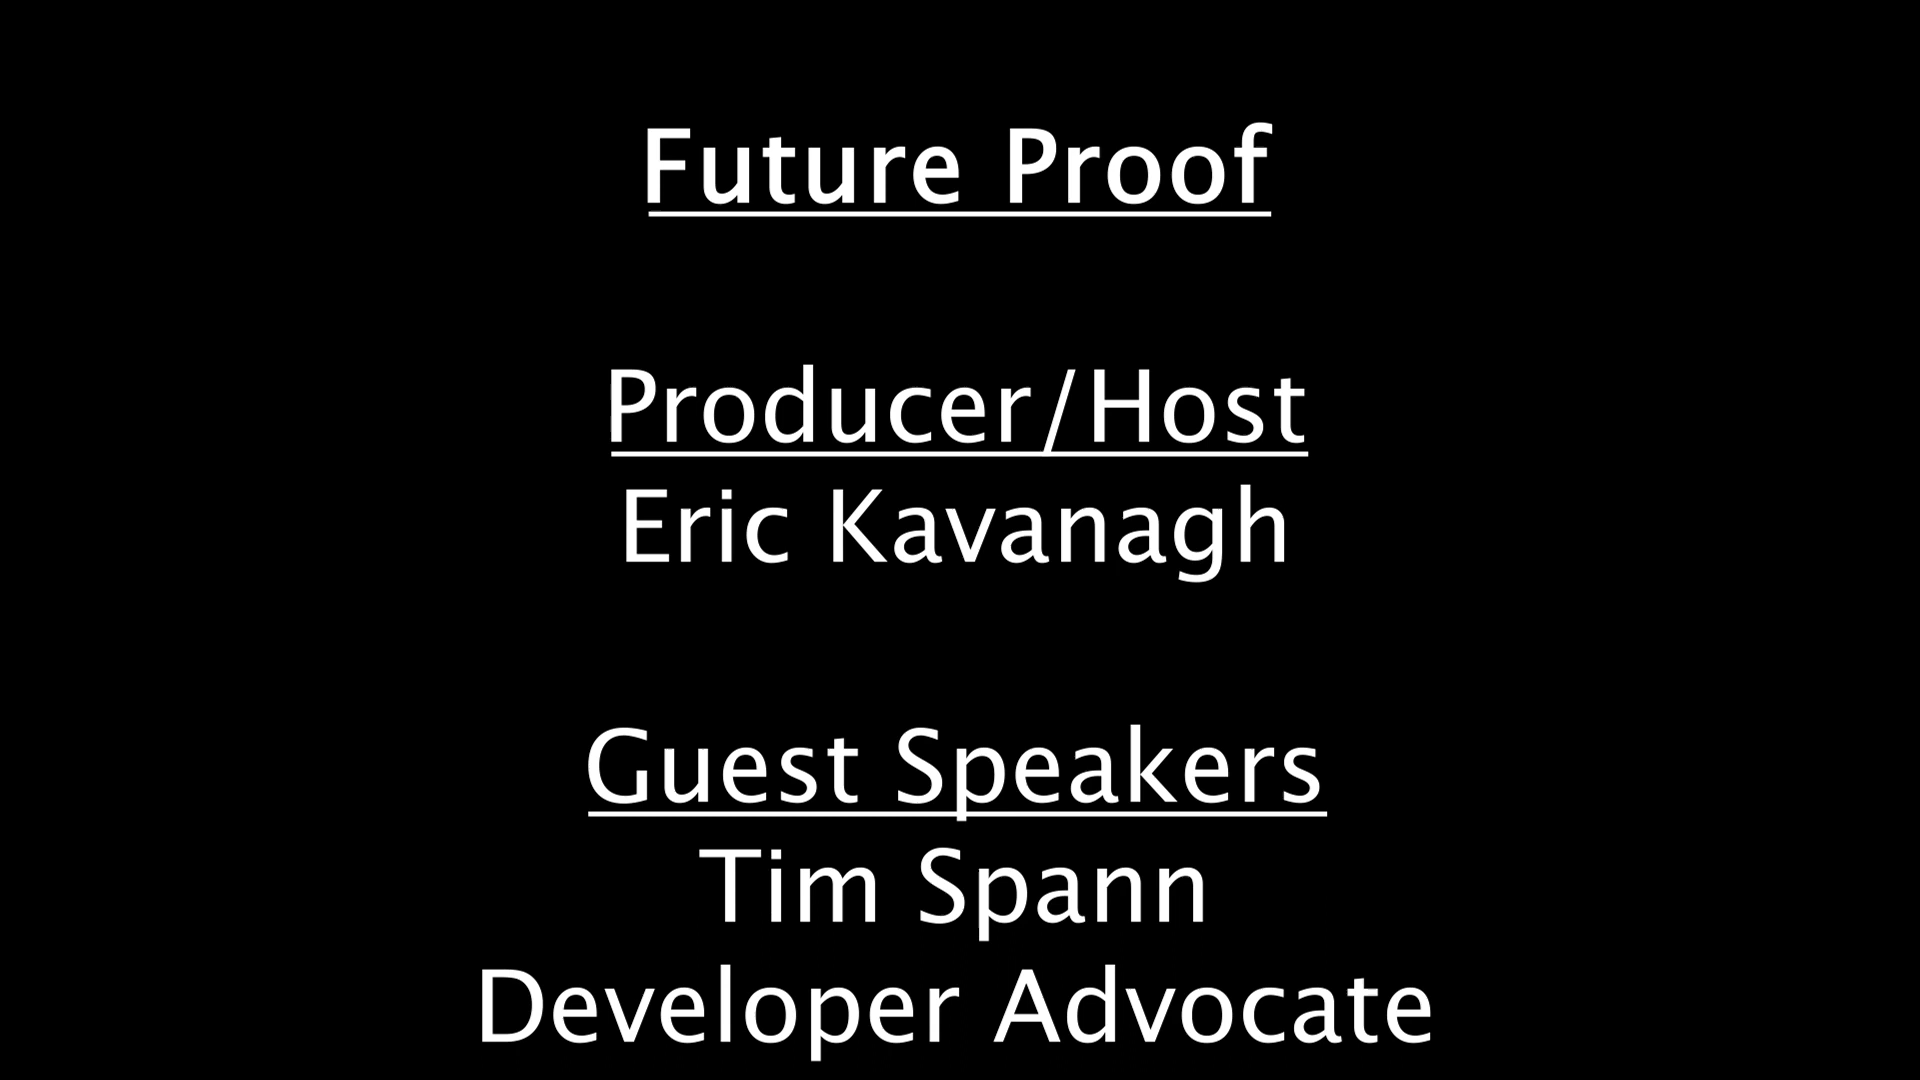 Future Proof
Producer/Host
Eric Kavanagh
Guest Speakers
Tim Spann
Developer Advocate